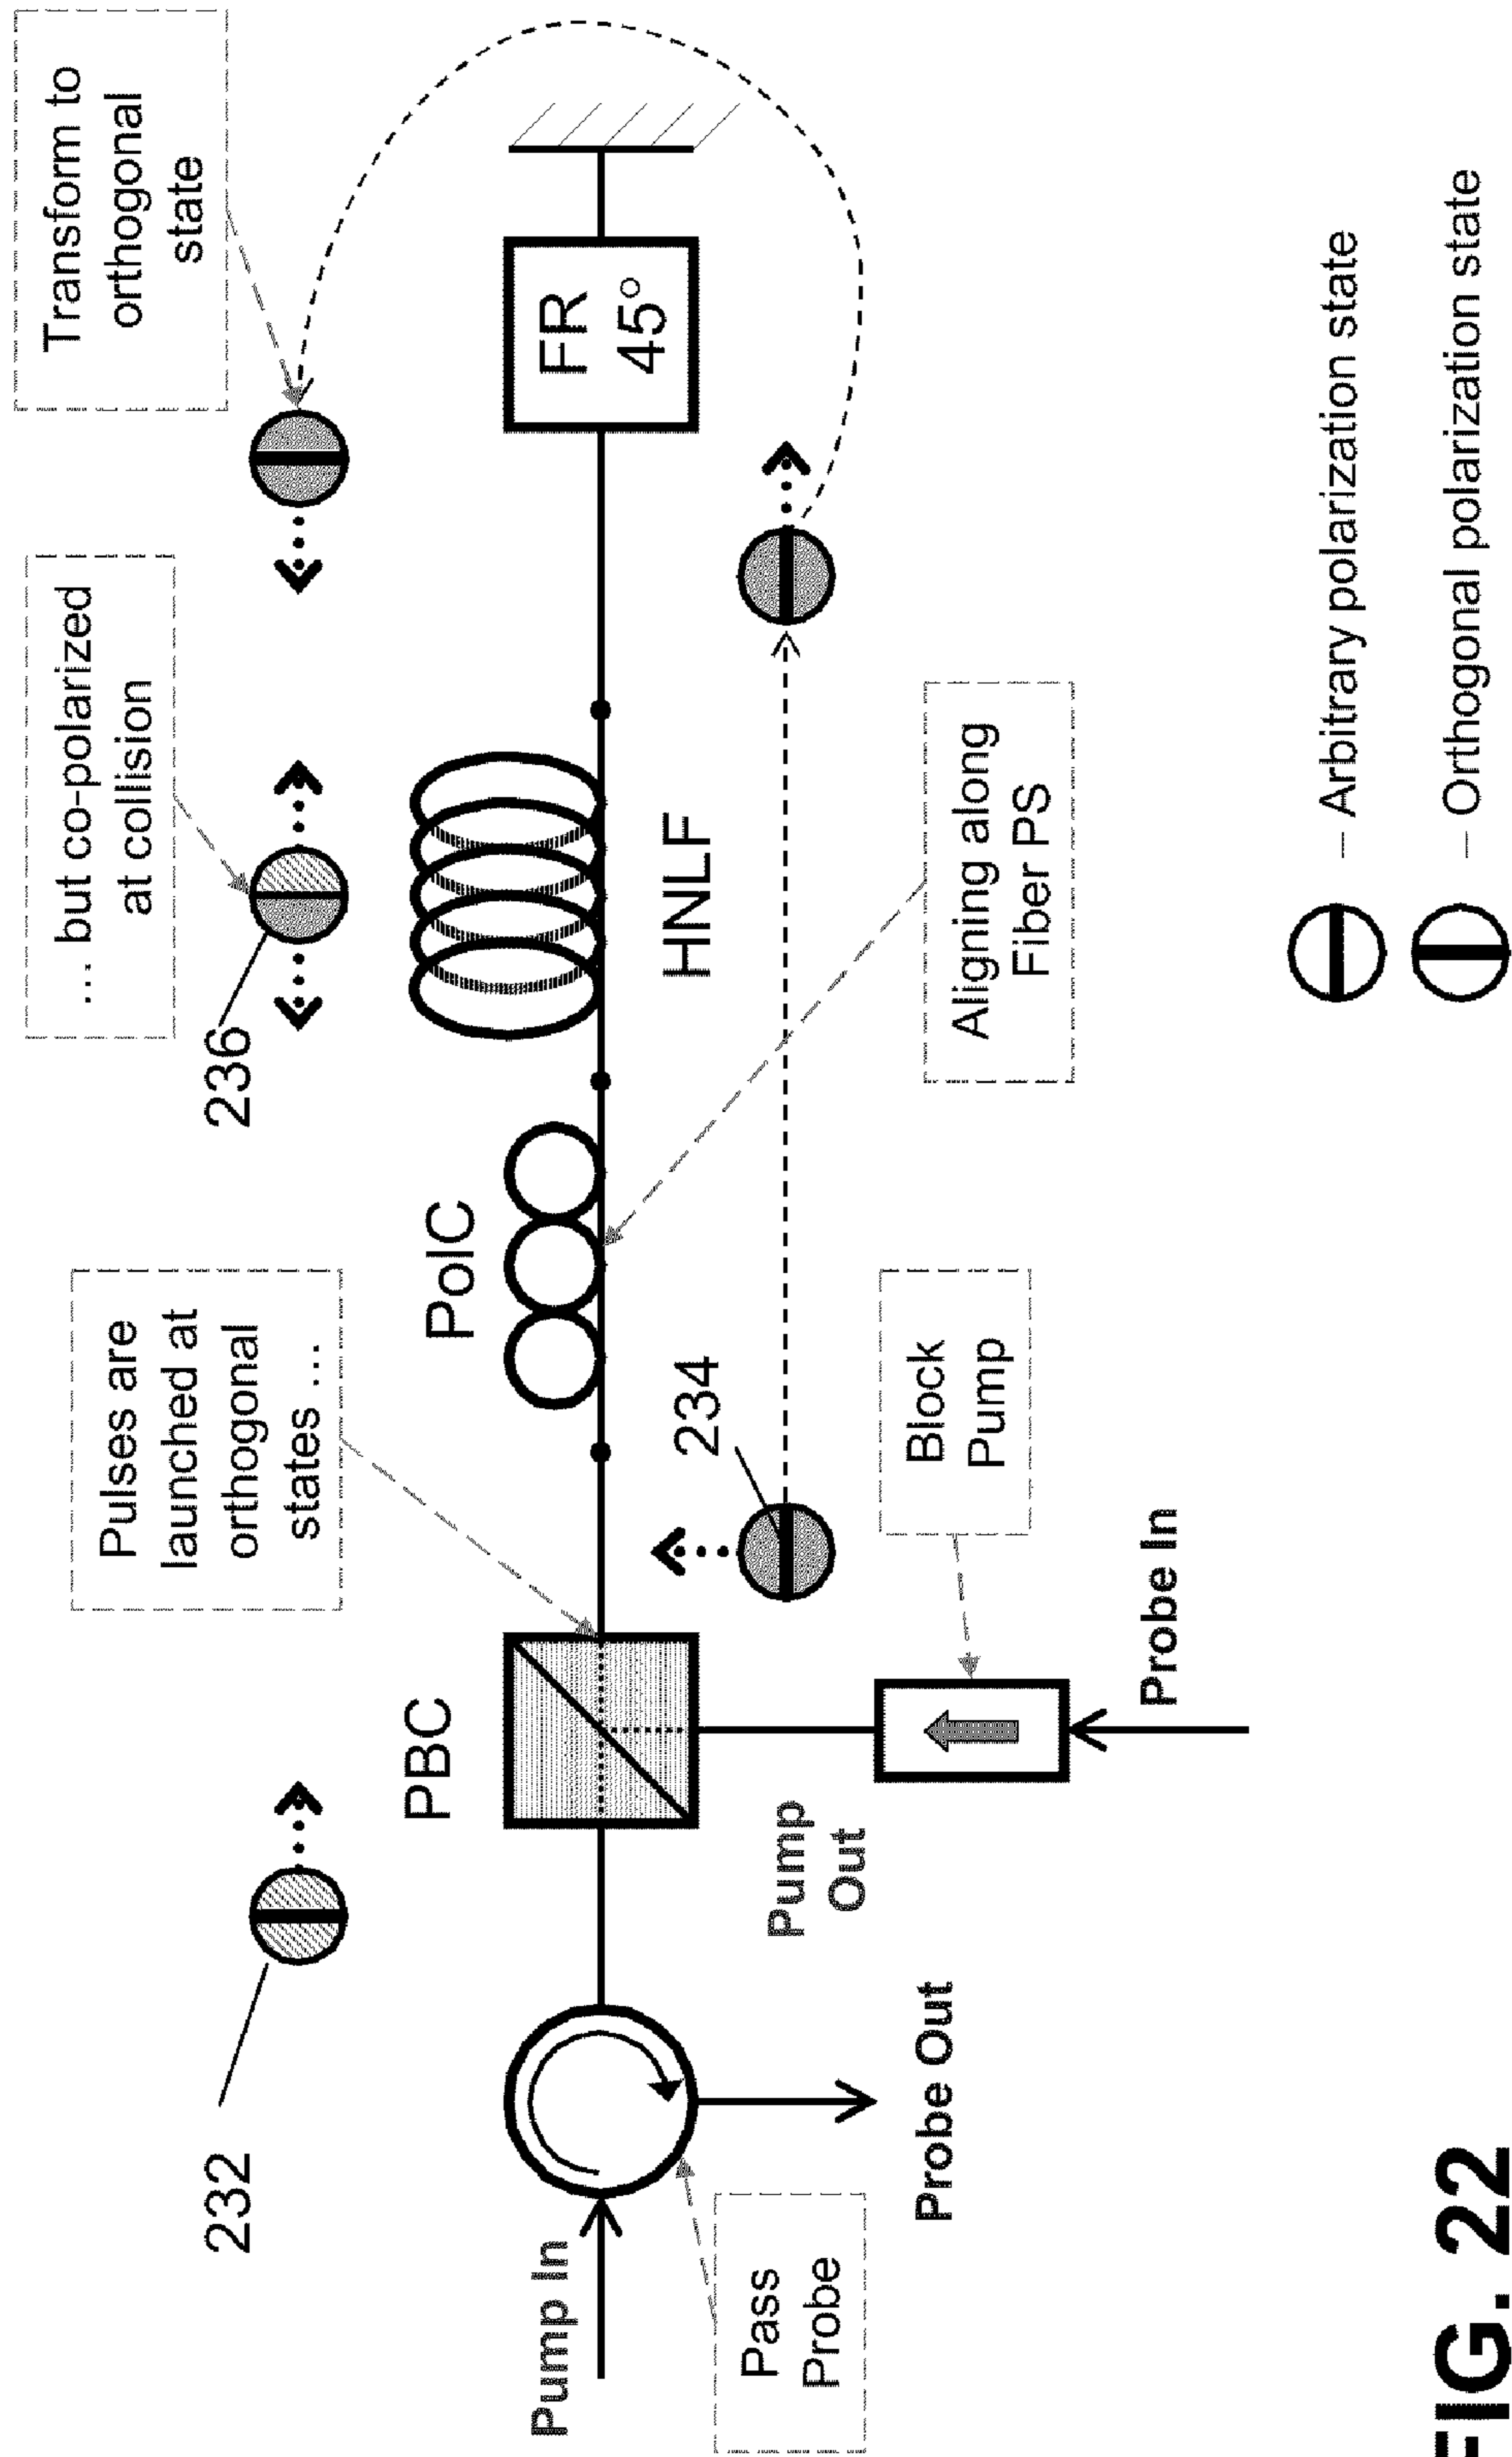 Pulses are
launched at
orthogonal
states ...
... but co-polarized
at collision
Transform to
orthogonal
state
232
236
PBC
PolC
HNLF
FR
45°
Pump In
234
Pass
Probe
Pump
Out
Block
Pump
Aligning along
Fiber PS
Probe Out
Probe In
– Arbitrary polarization state
– Orthogonal polarization state
FIG. 22